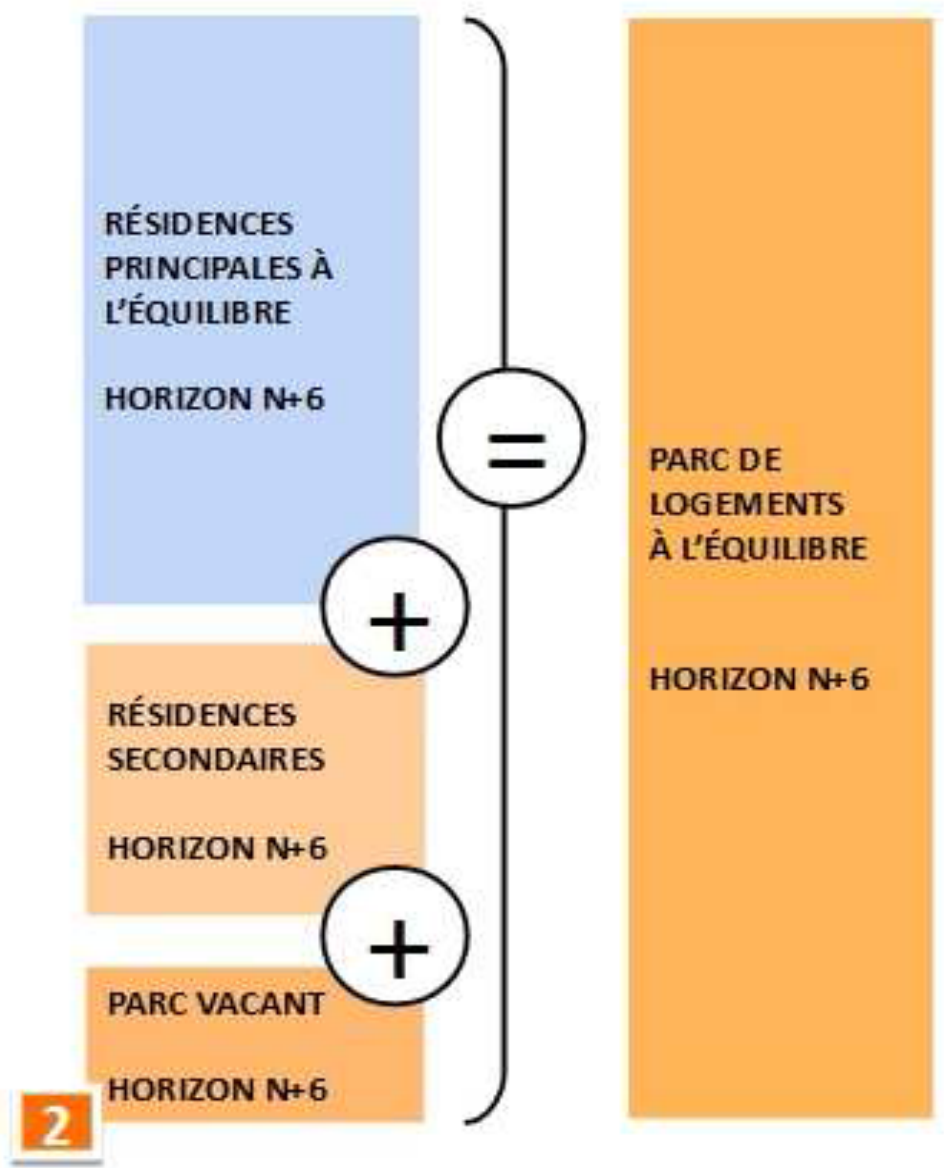 RÉSIDENCES
PRINCIPALES À
L'ÉQUILIBRE
HORIZON N+6
+
RÉSIDENCES
SECONDAIRES
HORIZON N+6
+
PARC VACANT
HORIZON N+6
2
=
PARC DE
LOGEMENTS
À L'ÉQUILIBRE
HORIZON N+6